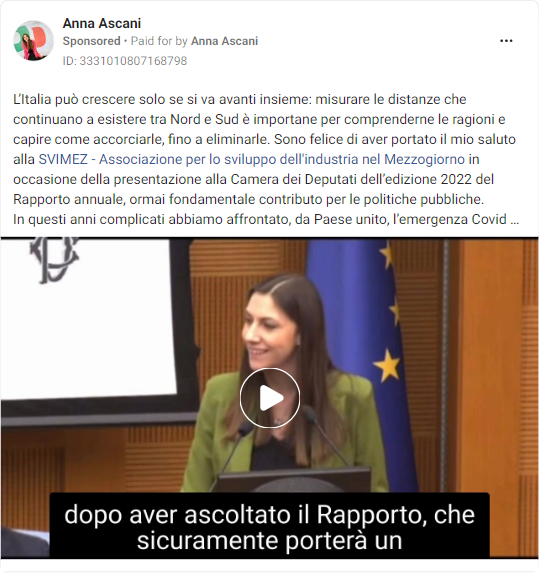 Anna Ascani
Sponsored • Paid for by Anna Ascani
ID: 3331010807168798
L'Italia può crescere solo se si va avanti insieme: misurare le distanze che
continuano a esistere tra Nord e Sud è importane per comprenderne le ragioni e
capire come accorciarle, fino a eliminarle. Sono felice di aver portato il mio saluto
alla SVIMEZ - Associazione per lo sviluppo dell'industria nel Mezzogiorno in
occasione della presentazione alla Camera dei Deputati dell'edizione 2022 del
Rapporto annuale, ormai fondamentale contributo per le politiche pubbliche.
In questi anni complicati abbiamo affrontato, da Paese unito, l'emergenza Covid ...
dopo aver ascoltato il Rapporto, che
sicuramente porterà un